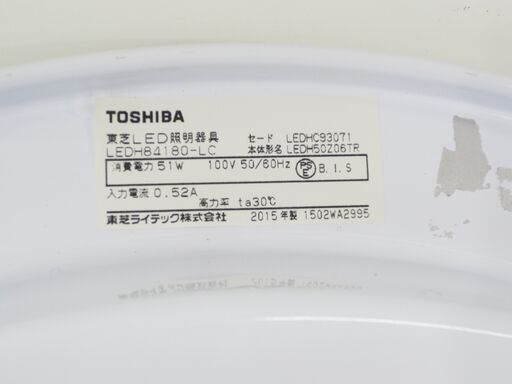 TOSHIBA
東芝LED照明器具 セード LEDHC93071
LEDH84180-LC 本体形名 LEDH50Z06TR
消費電力 51W 100V 50/60Hz PSE B.I.S
入力電流 0.52A
高力率 ta30℃
東芝ライテック株式会社 2015年製 1502WA2995